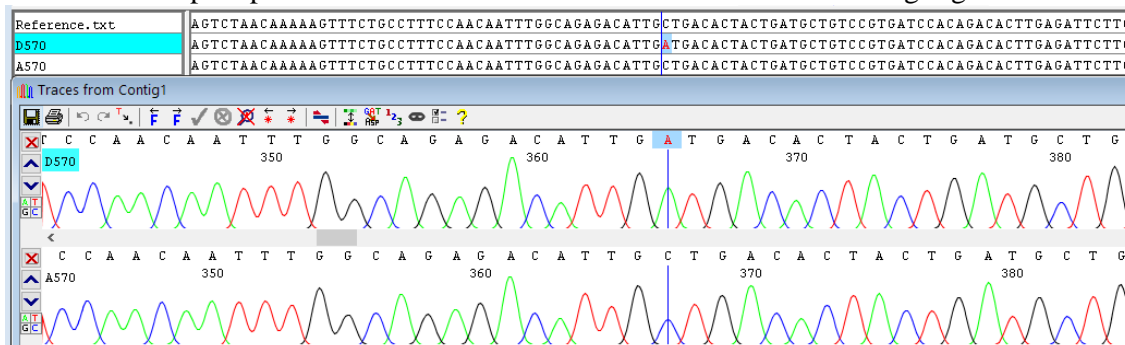 Reference.txt AGTCTAACAAAAAGTTTCTGCCTTTCCAACAATTTGGCAGAGACATTGCTGACACTACTGATGCTGTCCGTGATCCACAGACACTTGAGATTCTT
D570 AGTCTAACAAAAAGTTTCTGCCTTTCCAACAATTTGGCAGAGACATTGATGACACTACTGATGCTGTCCGTGATCCACAGACACTTGAGATTCTT
A570 AGTCTAACAAAAAGTTTCTGCCTTTCCAACAATTTGGCAGAGACATTGCTGACACTACTGATGCTGTCCGTGATCCACAGACACTTGAGATTCTT
Traces from Contig1
C C A A C A A T T T G G C A G A G A C A T T G A T G A C A C T A C T G A T G C T G
D570 350 360 370 380
A T
G C
C C A A C A A T T T G G C A G A G A C A T T G C T G A C A C T A C T G A T G C T G
A570 350 360 370 380
A T
G C